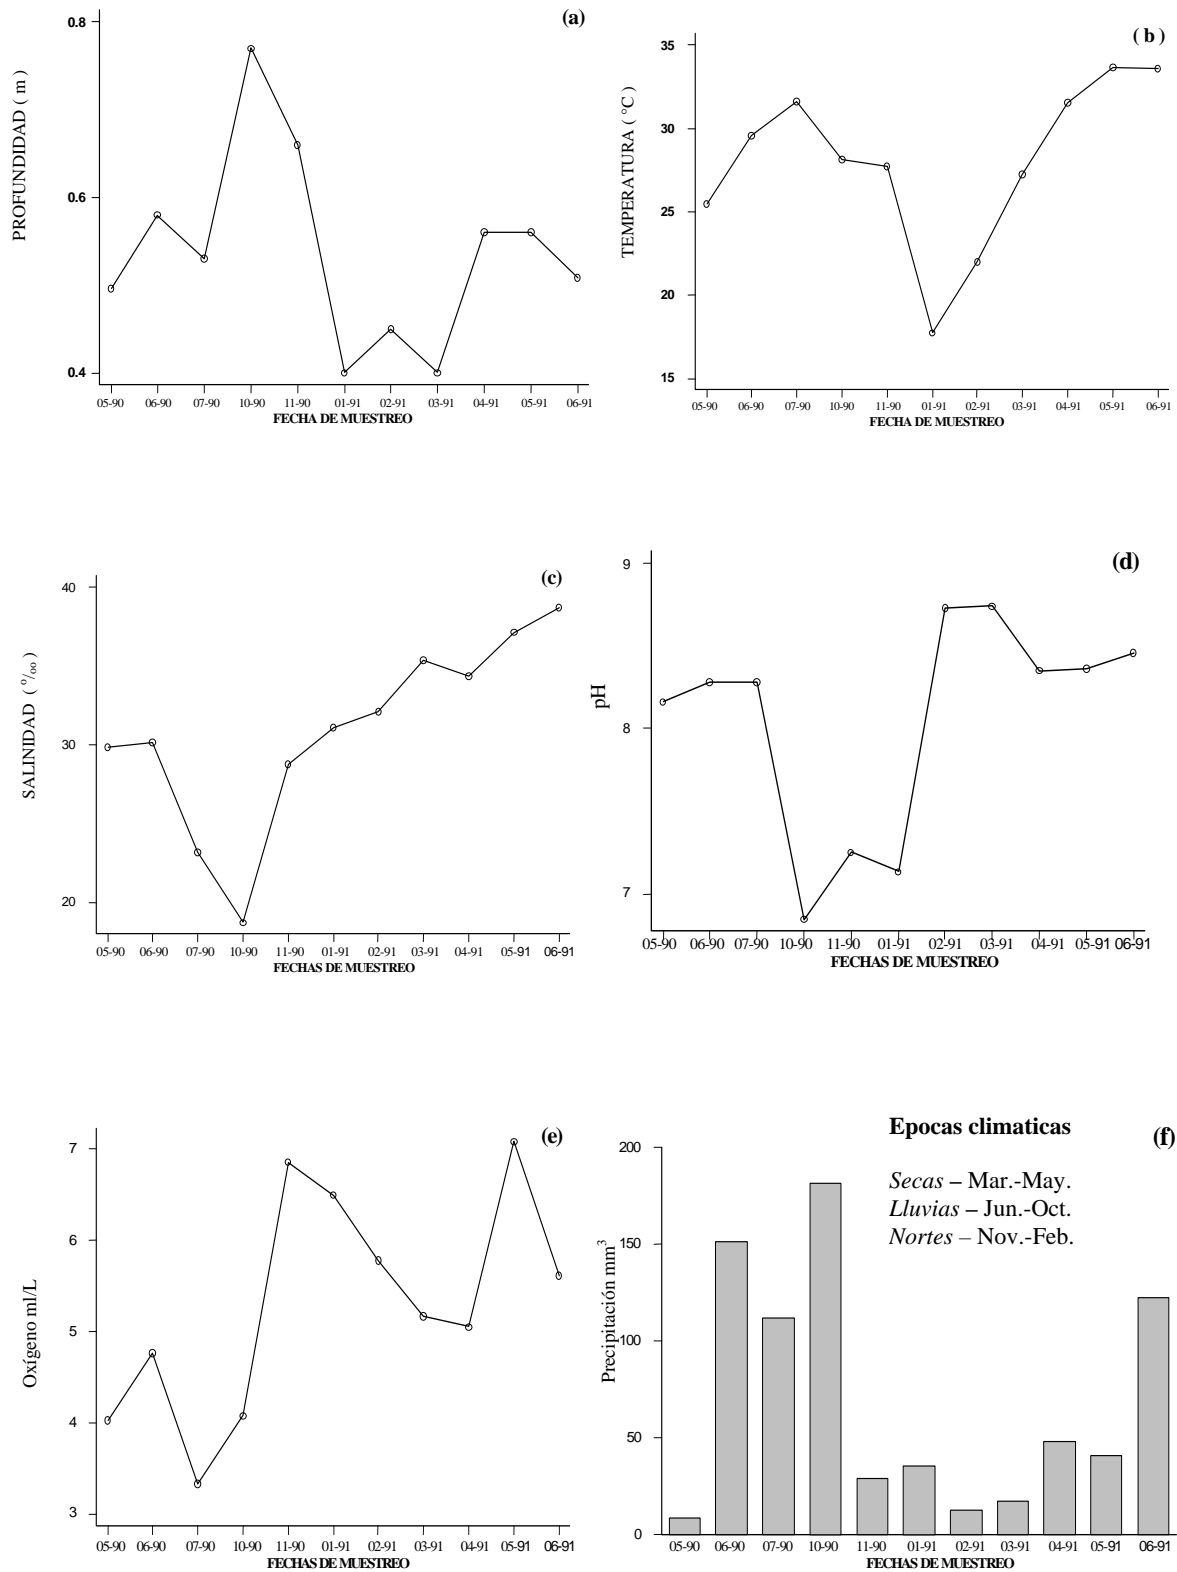 (a)
PROFUNDIDAD ( m )
0.8
0.6
0.4
05-90 06-90 07-90 10-90 11-90 01-91 02-91 03-91 04-91 05-91 06-91
FECHA DE MUESTREO
( b )
TEMPERATURA ( °C )
35
30
25
20
15
05-90 06-90 07-90 10-90 11-90 01-91 02-91 03-91 04-91 05-91 06-91
FECHA DE MUESTREO
(c)
SALINIDAD ( º/ₒₒ )
40
30
20
05-90 06-90 07-90 10-90 11-90 01-91 02-91 03-91 04-91 05-91 06-91
FECHAS DE MUESTREO
(d)
pH
9
8
7
05-90 06-90 07-90 10-90 11-90 01-91 02-91 03-91 04-91 05-91 06-91
FECHAS DE MUESTREO
(e)
Oxígeno ml/L
7
6
5
4
3
05-90 06-90 07-90 10-90 11-90 01-91 02-91 03-91 04-91 05-91 06-91
FECHAS DE MUESTREO
Epocas climaticas
(f)
Secas – Mar.-May.
Lluvias – Jun.-Oct.
Nortes – Nov.-Feb.
Precipitación mm³
200
150
100
50
0
05-90 06-90 07-90 10-90 11-90 01-91 02-91 03-91 04-91 05-91 06-91
FECHAS DE MUESTREO